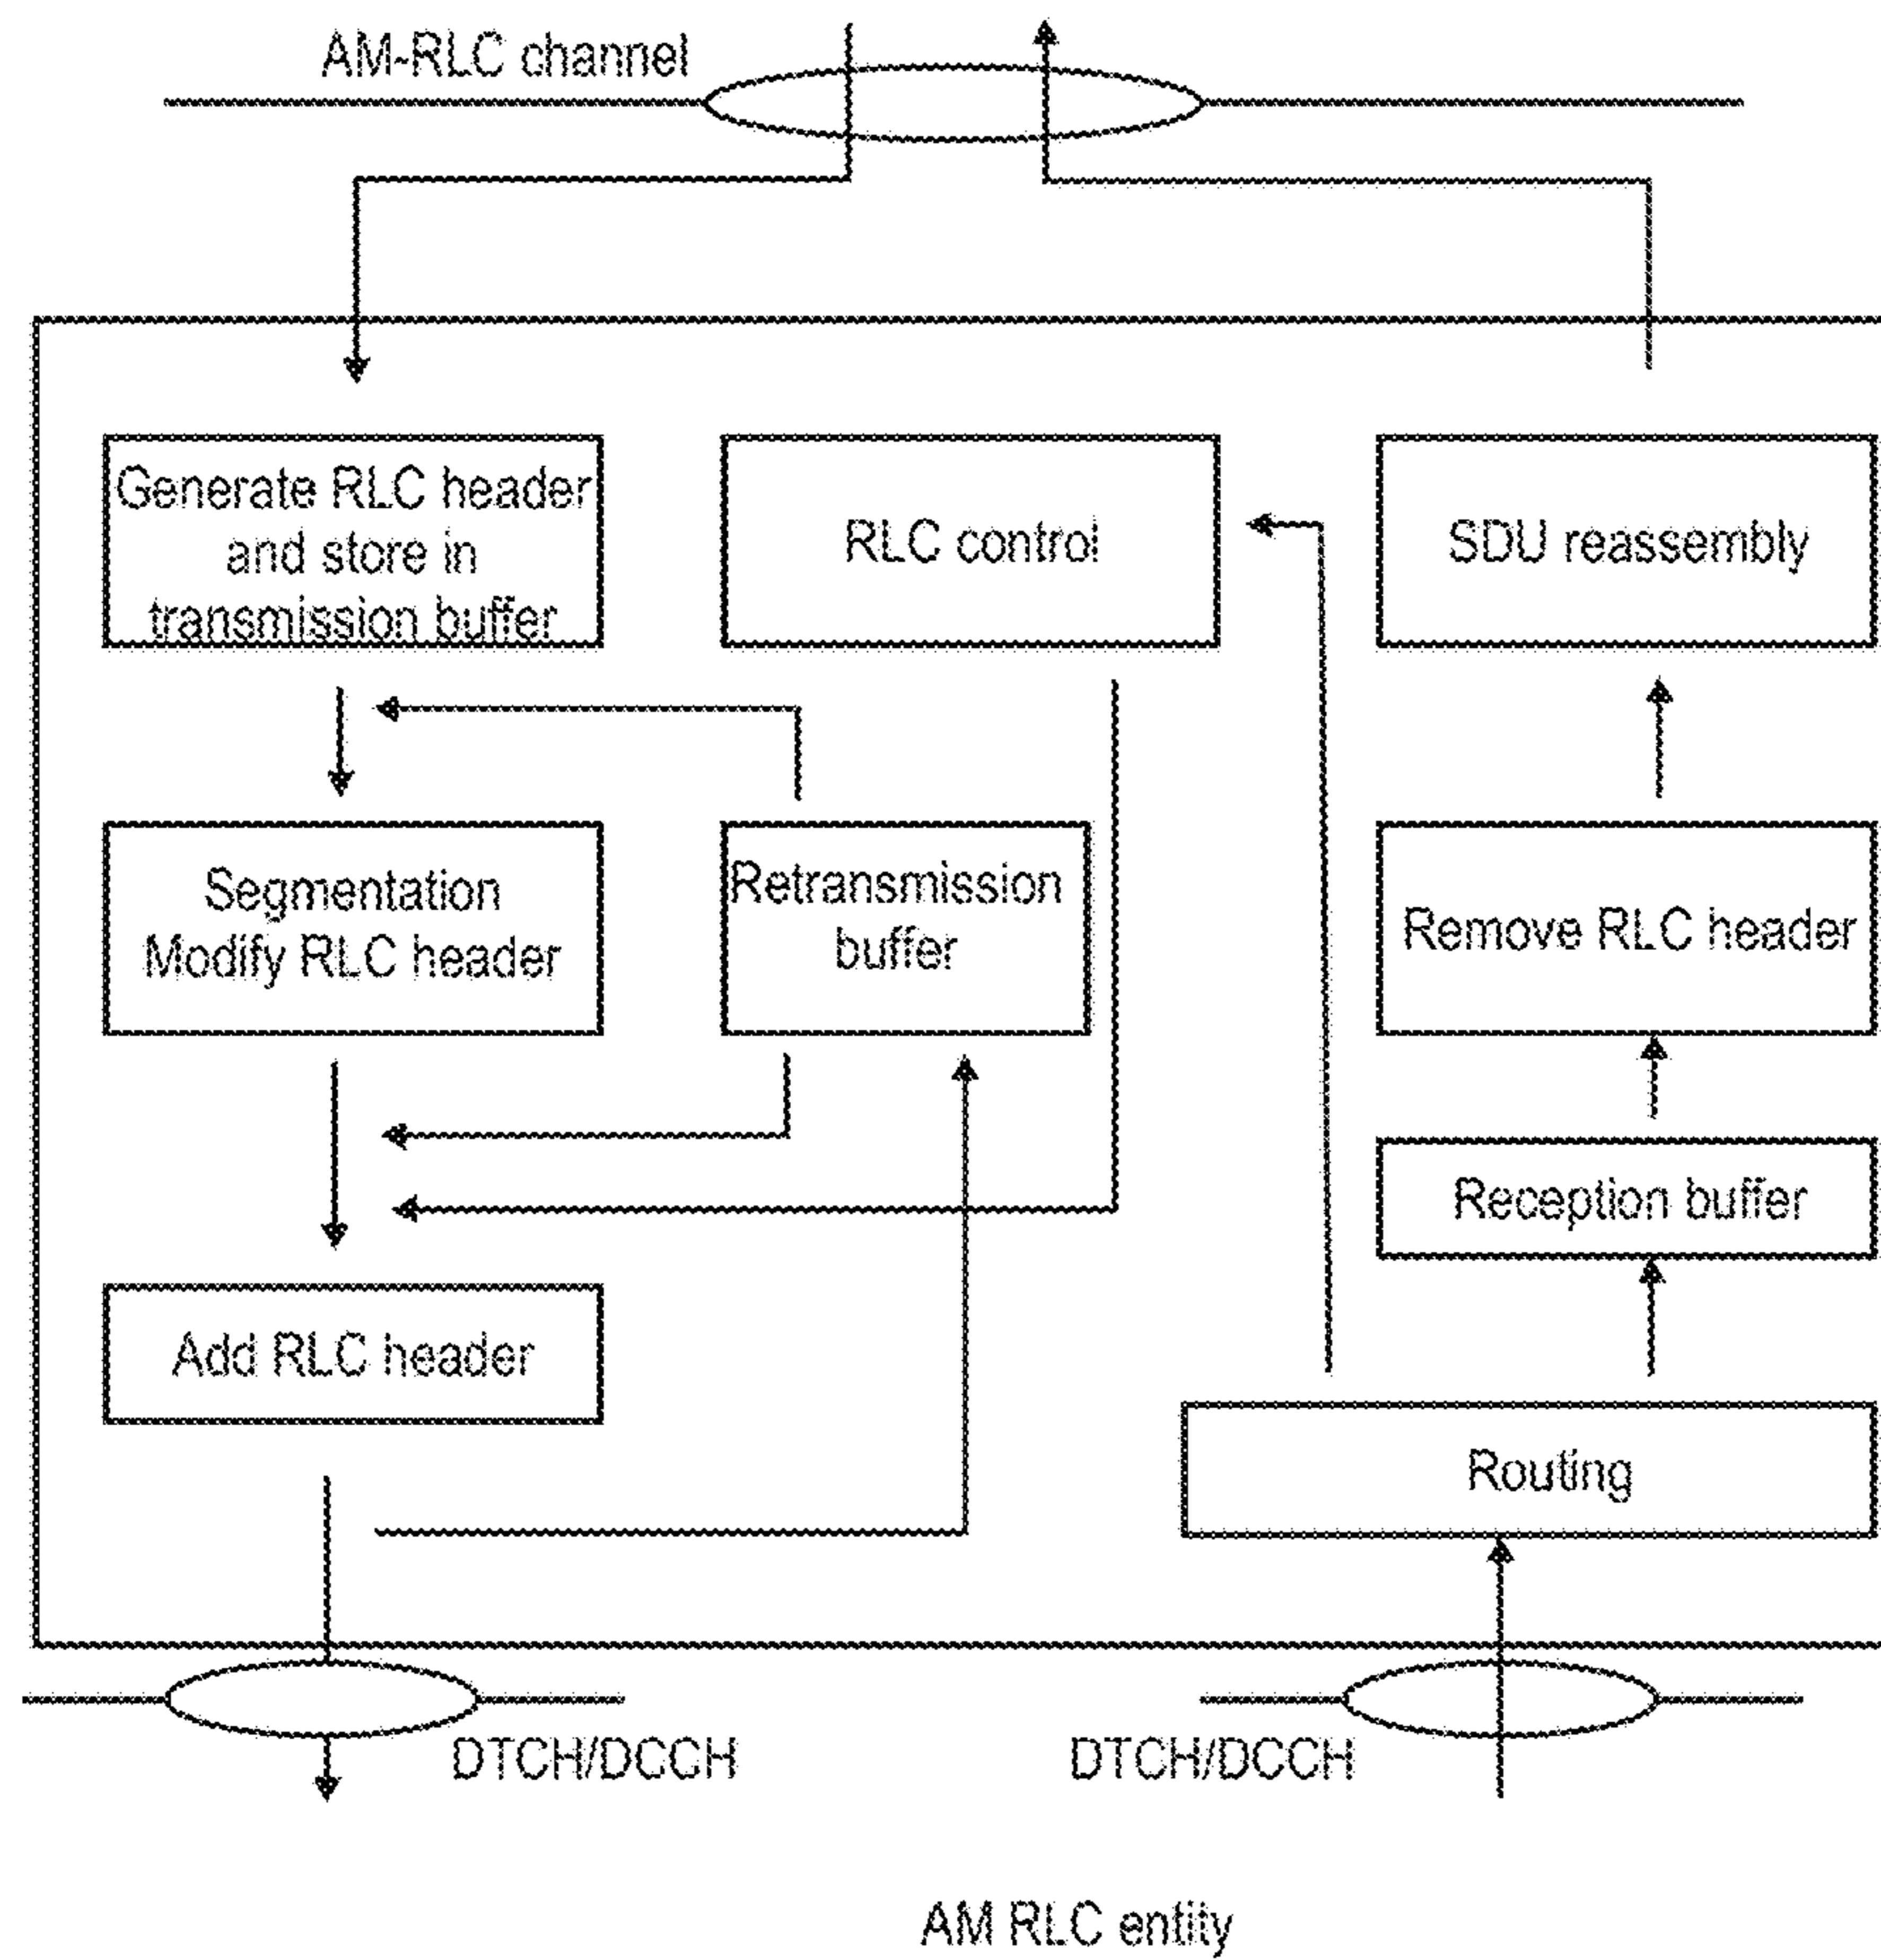 AM-RLC channel
Generate RLC header
and store in
transmission buffer
RLC control
SDU reassembly
Segmentation
Modify RLC header
Retransmission
buffer
Remove RLC header
Reception buffer
Add RLC header
Routing
DTCH/DCCH
DTCH/DCCH
AM RLC entity